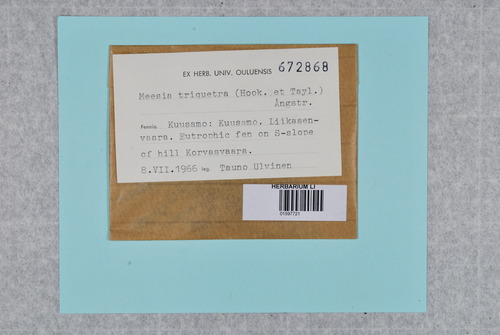 EX HERB. UNIV. OULUENSIS 672868
Meesia triquetra (Hook. et Tayl.)
Ångstr.
Fennia. Kuusamo: Kuusamo, Liikasen-
vaara. Eutrophic fen on S-slope
of hill Korvasvaara.
8.VII.1966 leg. Tauno Ulvinen
HERBARIUM LI
01597721